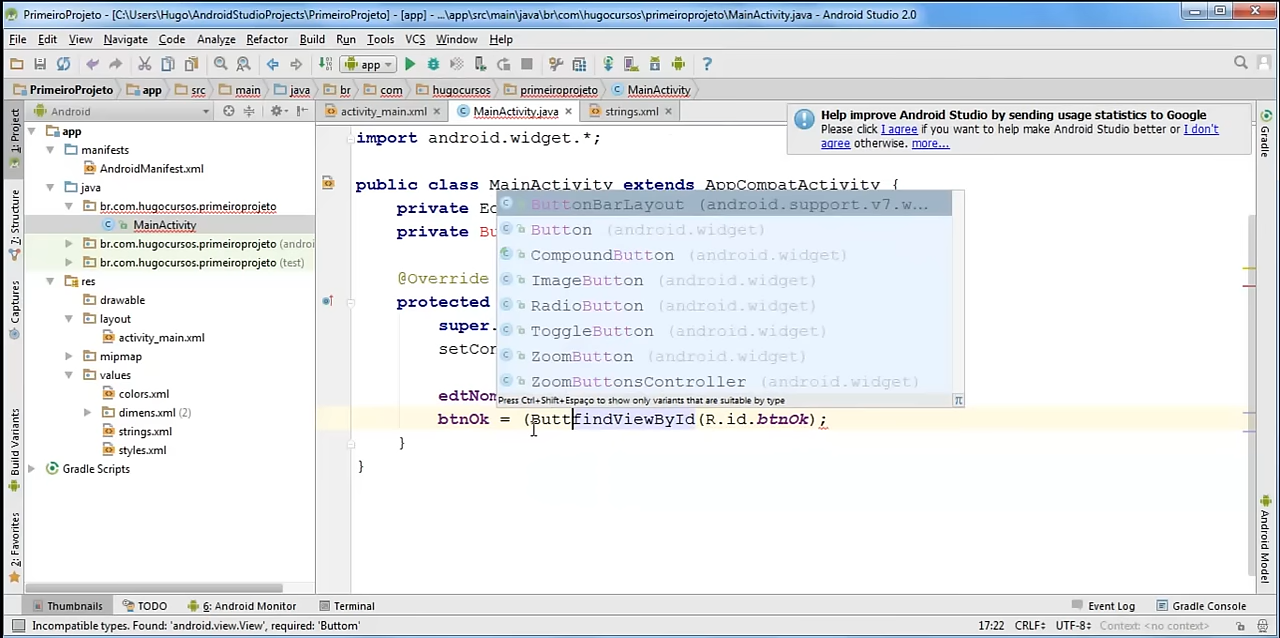 PrimeiroProjeto - [C:\Users\Hugo\AndroidStudioProjects\PrimeiroProjeto] - [app] - ...\app\src\main\java\br\com\hugocursos\primeiroprojeto\MainActivity.java - Android Studio 2.0
File Edit View Navigate Code Analyze Refactor Build Run Tools VCS Window Help
app
PrimeiroProjeto app src main java br com hugocursos primeiroprojeto MainActivity
Android
activity_main.xml MainActivity.java strings.xml
Help improve Android Studio by sending usage statistics to Google
Please click I agree if you want to help make Android Studio better or I don't
agree otherwise. more...
1: Project
7: Structure
Captures
Build Variants
2: Favorites
app
manifests
AndroidManifest.xml
java
br.com.hugocursos.primeiroprojeto
MainActivity
br.com.hugocursos.primeiroprojeto (androi
br.com.hugocursos.primeiroprojeto (test)
res
drawable
layout
activity_main.xml
mipmap
values
colors.xml
dimens.xml (2)
strings.xml
styles.xml
Gradle Scripts
import android.widget.*;
public class MainActivity extends AppCompatActivity {
private Ed
private Bu
@Override
protected
super.
setCon
edtNom
btnOk = (ButtfindViewById(R.id.btnOk);
}
}
ButtonBarLayout (android.support.v7.w...
Button (android.widget)
CompoundButton (android.widget)
ImageButton (android.widget)
RadioButton (android.widget)
ToggleButton (android.widget)
ZoomButton (android.widget)
ZoomButtonsController (android.widget)
Press Ctrl+Shift+Espaço to show only variants that are suitable by type
π
Gradle
Android Model
Thumbnails TODO 6: Android Monitor Terminal Event Log Gradle Console
Incompatible types. Found: 'android.view.View', required: 'Buttom' 17:22 CRLF UTF-8 Context: <no context>